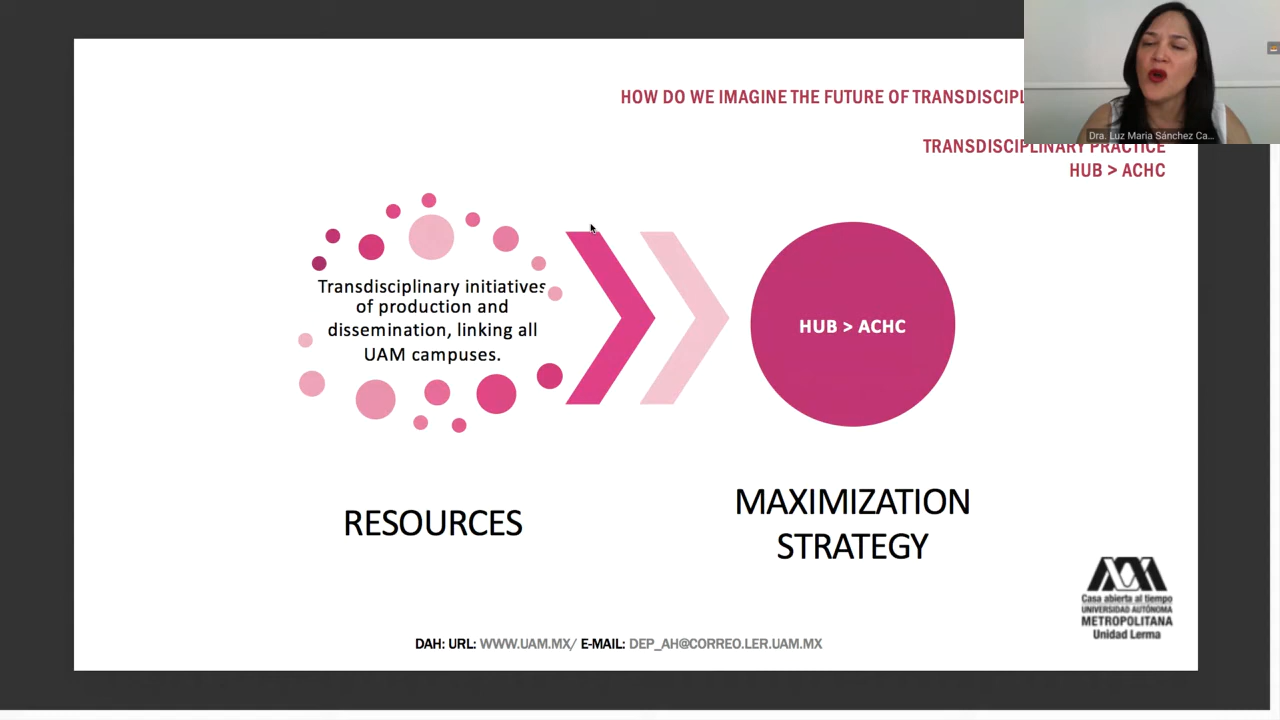 HOW DO WE IMAGINE THE FUTURE OF
TRANSDISCIPLINARY PRACTICE
HUB > ACHC
Dra. Luz María Sánchez Ca...
Transdisciplinary initiatives
of production and
dissemination, linking all
UAM campuses.
HUB > ACHC
RESOURCES
MAXIMIZATION
STRATEGY
Casa abierta al tiempo
UNIVERSIDAD AUTÓNOMA
METROPOLITANA
Unidad Lerma
DAH: URL: WWW.UAM.MX/ E-MAIL: DEP_AH@CORREO.LER.UAM.MX